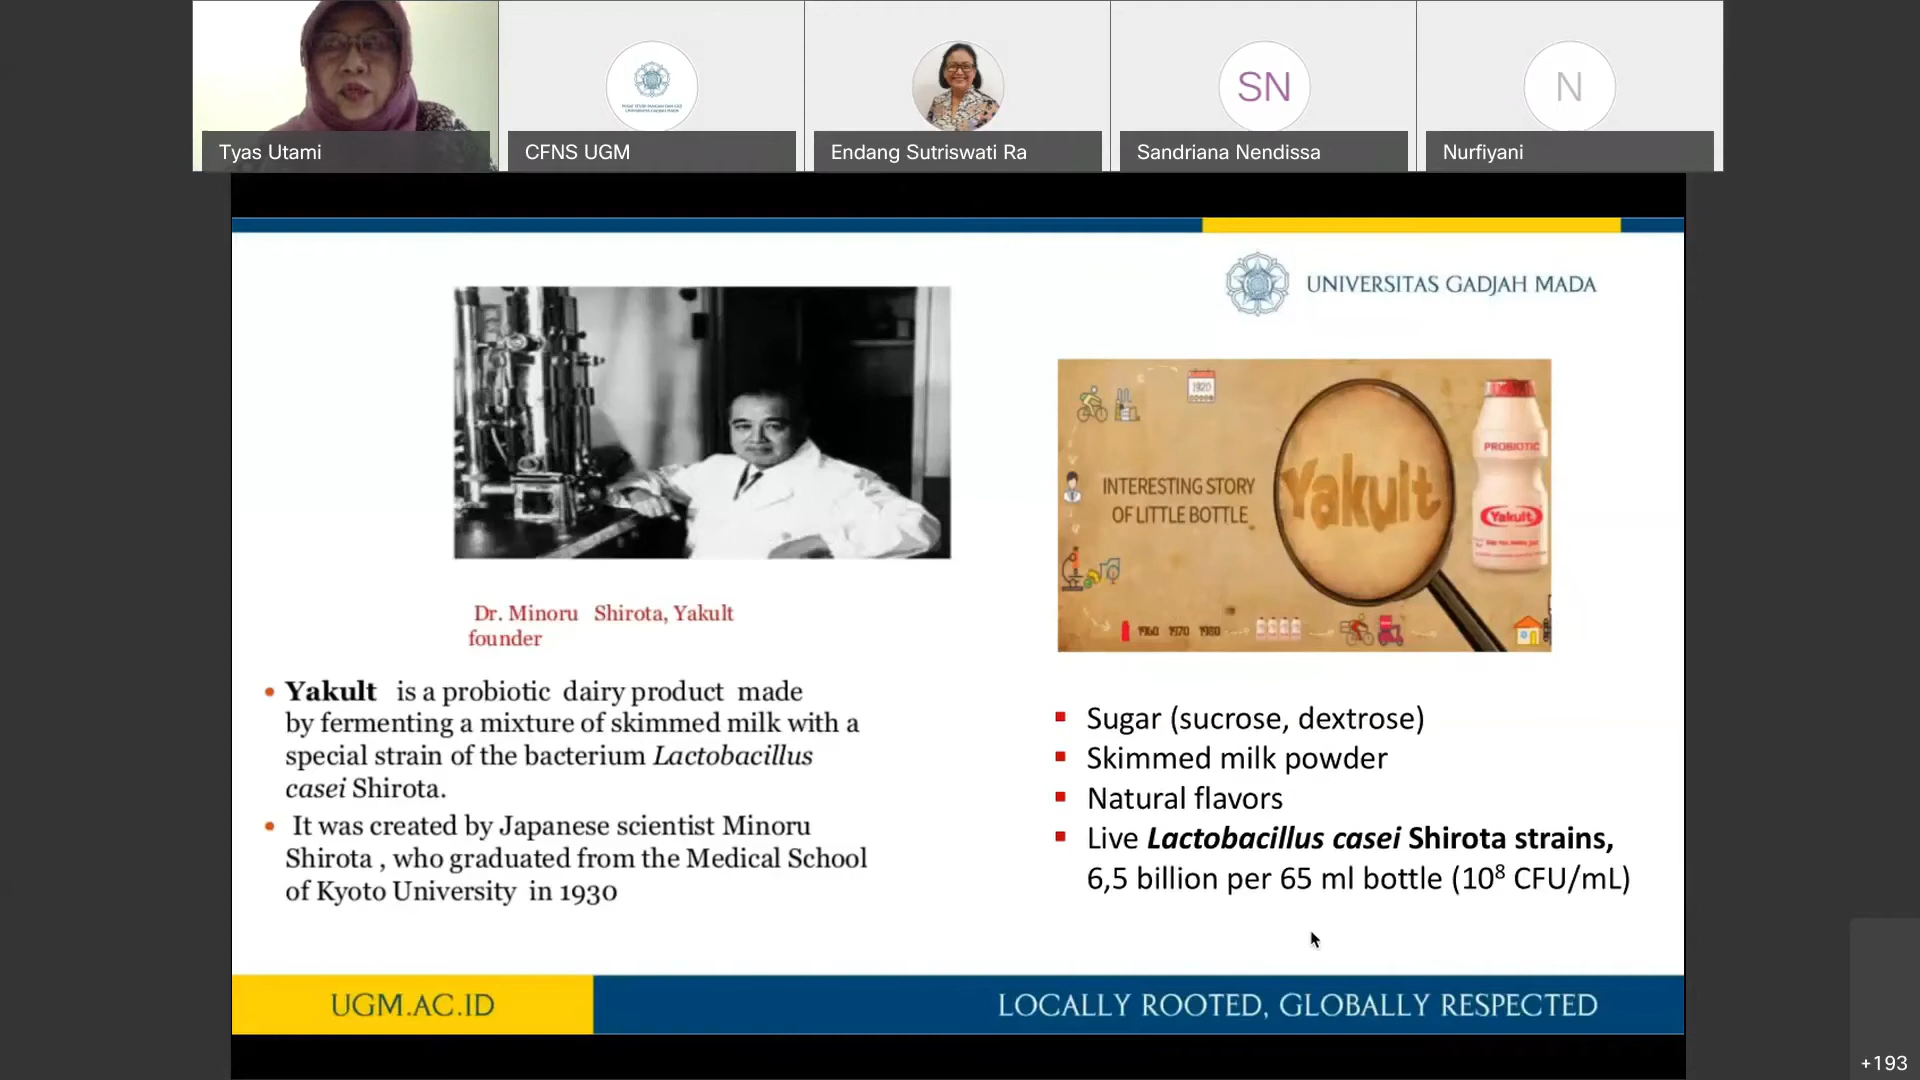 Tyas Utami
CFNS UGM
Endang Sutriswati Ra
SN
Sandriana Nendissa
N
Nurfiyani
UNIVERSITAS GADJAH MADA
1920
INTERESTING STORY
OF LITTLE BOTTLE
Yakult
PROBIOTIC
Yakult
1960 1970 1980
Dr. Minoru Shirota, Yakult
founder
• Yakult is a probiotic dairy product made
by fermenting a mixture of skimmed milk with a
special strain of the bacterium Lactobacillus
casei Shirota.
• It was created by Japanese scientist Minoru
Shirota , who graduated from the Medical School
of Kyoto University in 1930
▪ Sugar (sucrose, dextrose)
▪ Skimmed milk powder
▪ Natural flavors
▪ Live Lactobacillus casei Shirota strains,
6,5 billion per 65 ml bottle (10⁸ CFU/mL)
UGM.AC.ID
LOCALLY ROOTED, GLOBALLY RESPECTED
+193